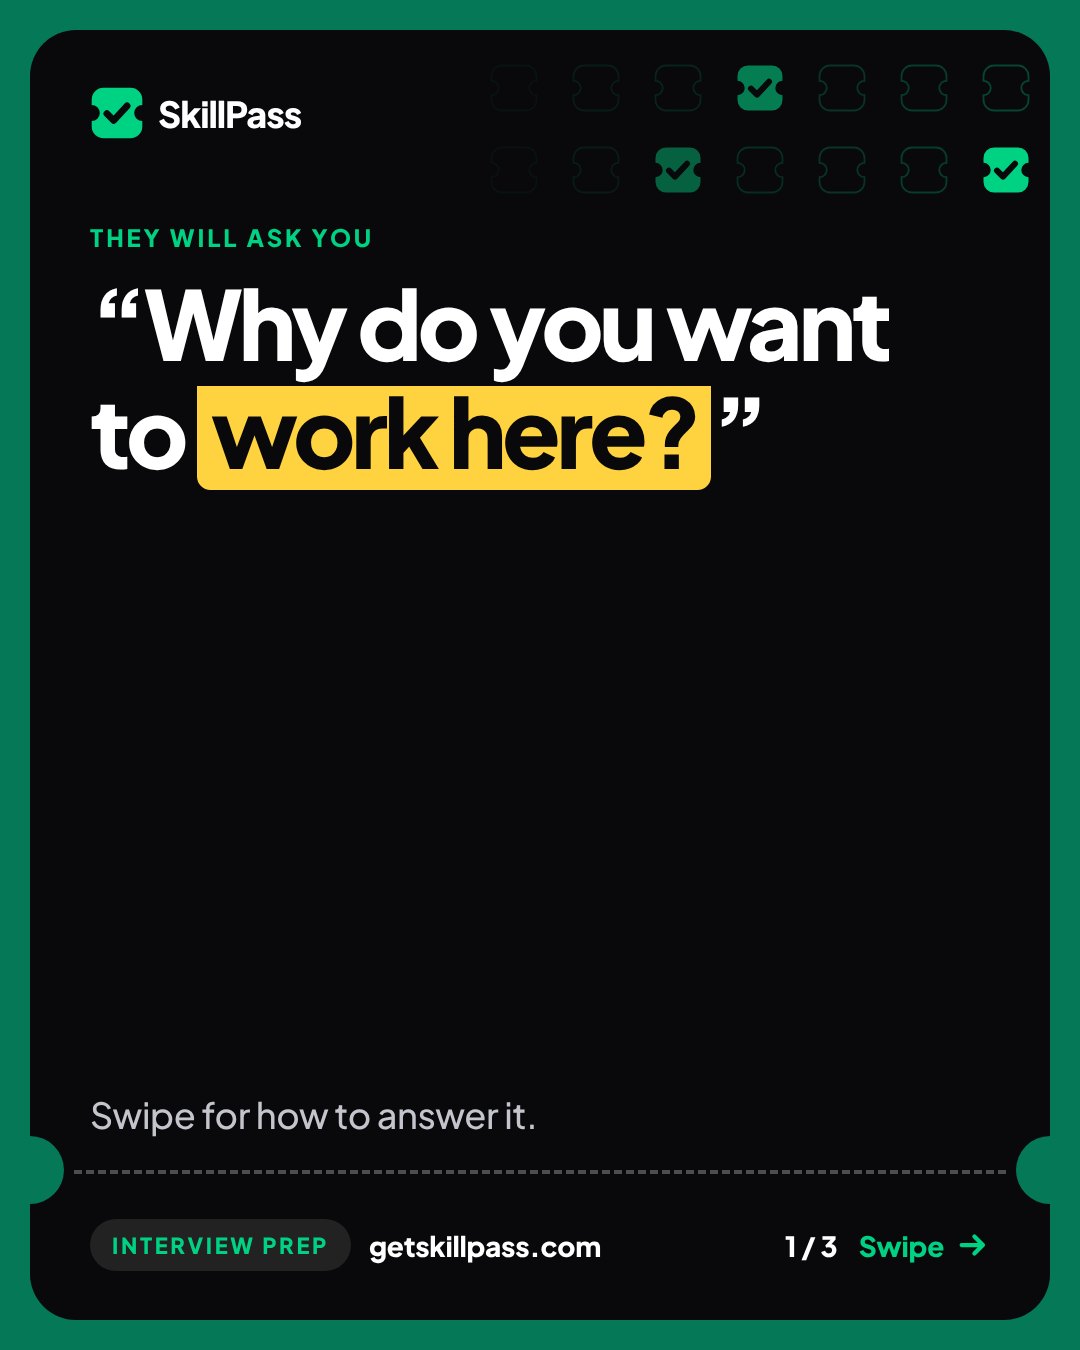 SkillPass
THEY WILL ASK YOU
“Why do you want
to work here?”
Swipe for how to answer it.
INTERVIEW PREP getskillpass.com 1 / 3 Swipe →